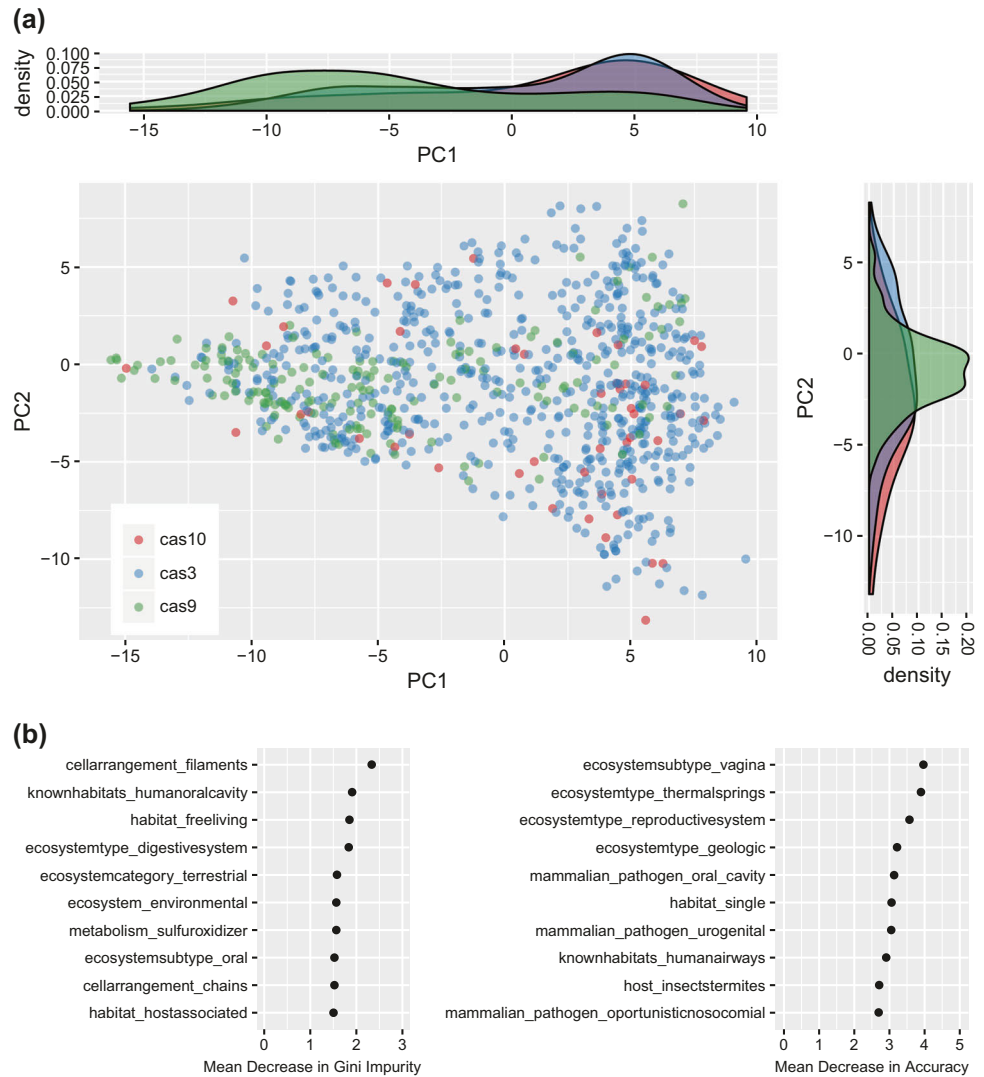 (a)
density
0.100
0.075
0.050
0.025
0.000
−15 −10 −5 0 5 10
PC1
PC2
5
0
−5
−10
cas10
cas3
cas9
−15 −10 −5 0 5 10
PC1
PC2
5
0
−5
−10
0.00 0.05 0.10 0.15 0.20
density
(b)
cellarrangement_filaments
knownhabitats_humanoralcavity
habitat_freeliving
ecosystemtype_digestivesystem
ecosystemcategory_terrestrial
ecosystem_environmental
metabolism_sulfuroxidizer
ecosystemsubtype_oral
cellarrangement_chains
habitat_hostassociated
0 1 2 3
Mean Decrease in Gini Impurity
ecosystemsubtype_vagina
ecosystemtype_thermalsprings
ecosystemtype_reproductivesystem
ecosystemtype_geologic
mammalian_pathogen_oral_cavity
habitat_single
mammalian_pathogen_urogenital
knownhabitats_humanairways
host_insectstermites
mammalian_pathogen_oportunisticnosocomial
0 1 2 3 4 5
Mean Decrease in Accuracy